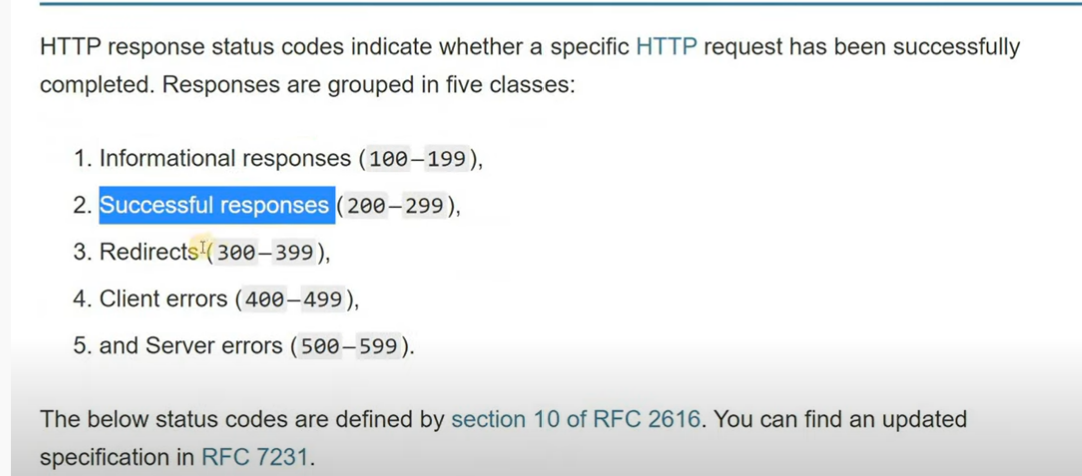 HTTP response status codes indicate whether a specific HTTP request has been successfully
completed. Responses are grouped in five classes:
1. Informational responses (100–199),
2. Successful responses (200–299),
3. Redirects (300–399),
4. Client errors (400–499),
5. and Server errors (500–599).
The below status codes are defined by section 10 of RFC 2616. You can find an updated
specification in RFC 7231.